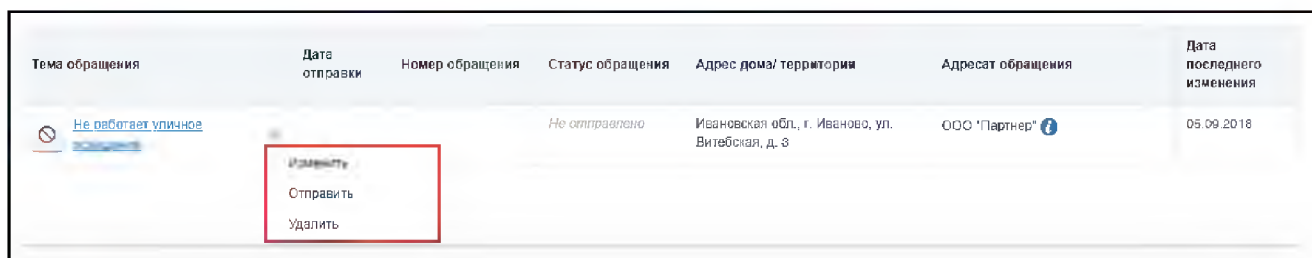 Тема обращения
Дата
отправки
Номер обращения
Статус обращения
Адрес дома/ территории
Адресат обращения
Дата
последнего
изменения
Не работает уличное
Не отправлено
Ивановская обл., г. Иваново, ул.
Витебская, д. 3
ООО "Партнер"
05.09.2018
Изменить
Отправить
Удалить